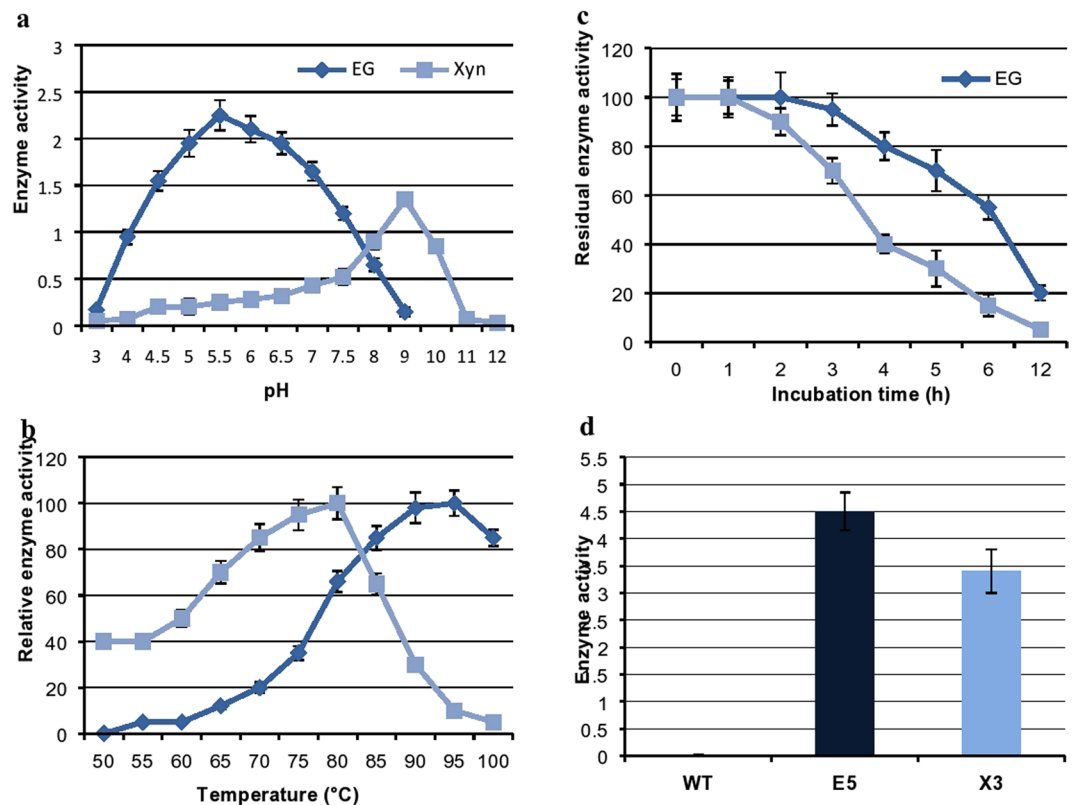 a
Enzyme activity
3
2.5
2
1.5
1
0.5
0
EG Xyn
3 4 4.5 5 5.5 6 6.5 7 7.5 8 9 10 11 12
pH
c
Residual enzyme activity
120
100
80
60
40
20
0
EG
0 1 2 3 4 5 6 12
Incubation time (h)
b
Relative enzyme activity
120
100
80
60
40
20
0
50 55 60 65 70 75 80 85 90 95 100
Temperature (°C)
d
Enzyme activity
5.5
5
4.5
4
3.5
3
2.5
2
1.5
1
0.5
0
WT E5 X3